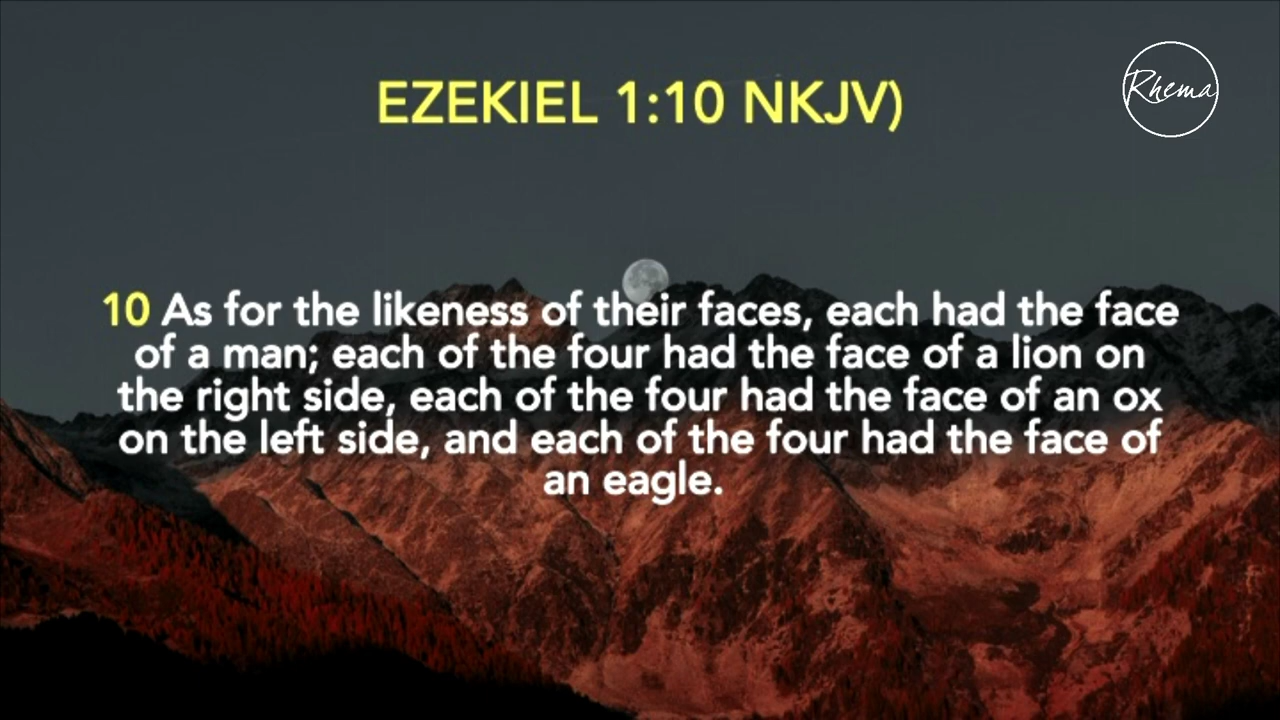 EZEKIEL 1:10 NKJV)
Rhema
10 As for the likeness of their faces, each had the face
of a man; each of the four had the face of a lion on
the right side, each of the four had the face of an ox
on the left side, and each of the four had the face of
an eagle.